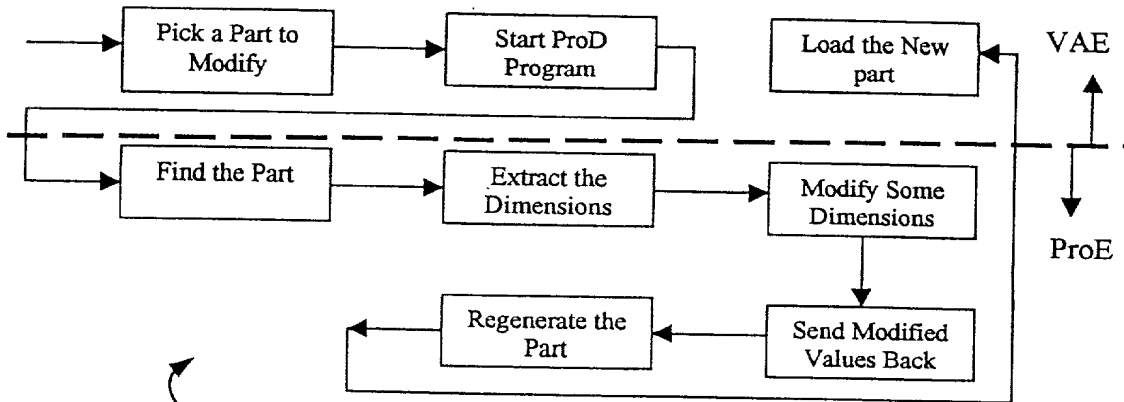 Pick a Part to
Modify
Start ProD
Program
Load the New
part
VAE
Find the Part
Extract the
Dimensions
Modify Some
Dimensions
ProE
Regenerate the
Part
Send Modified
Values Back